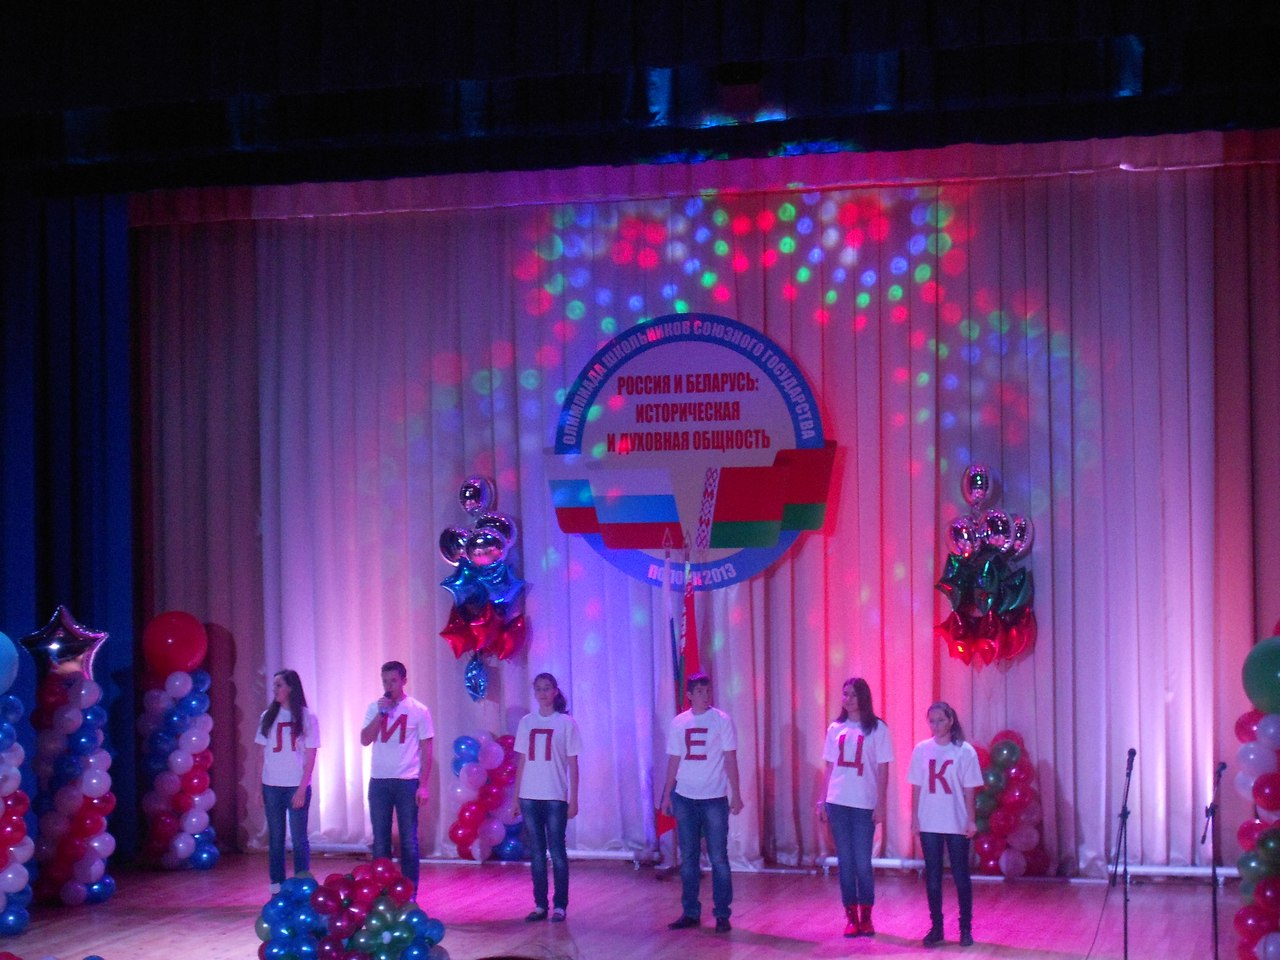 ОЛИМПИАДА ШКОЛЬНИКОВ СОЮЗНОГО ГОСУДАРСТВА
РОССИЯ И БЕЛАРУСЬ:
ИСТОРИЧЕСКАЯ
И ДУХОВНАЯ ОБЩНОСТЬ
2013
Л И П Е Ц К